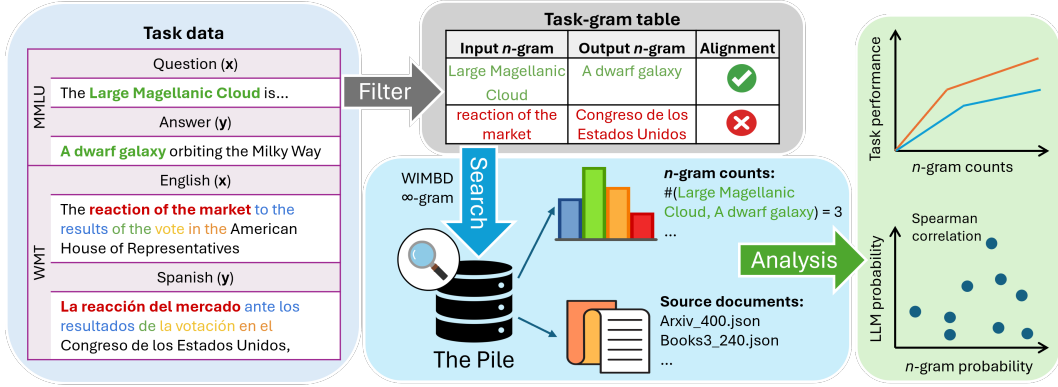 Task data
MMLU
Question (x)
The Large Magellanic Cloud is...
Answer (y)
A dwarf galaxy orbiting the Milky Way
WMT
English (x)
The reaction of the market to the
results of the vote in the American
House of Representatives
Spanish (y)
La reacción del mercado ante los
resultados de la votación en el
Congreso de los Estados Unidos,
Filter
Task-gram table
Input n-gram Output n-gram Alignment
Large Magellanic
Cloud
A dwarf galaxy
reaction of the
market
Congreso de los
Estados Unidos
WIMBD
∞-gram
Search
The Pile
n-gram counts:
#(Large Magellanic
Cloud, A dwarf galaxy) = 3
...
Source documents:
Arxiv_400.json
Books3_240.json
...
Analysis
Task performance
n-gram counts
Spearman
correlation
LLM probability
n-gram probability